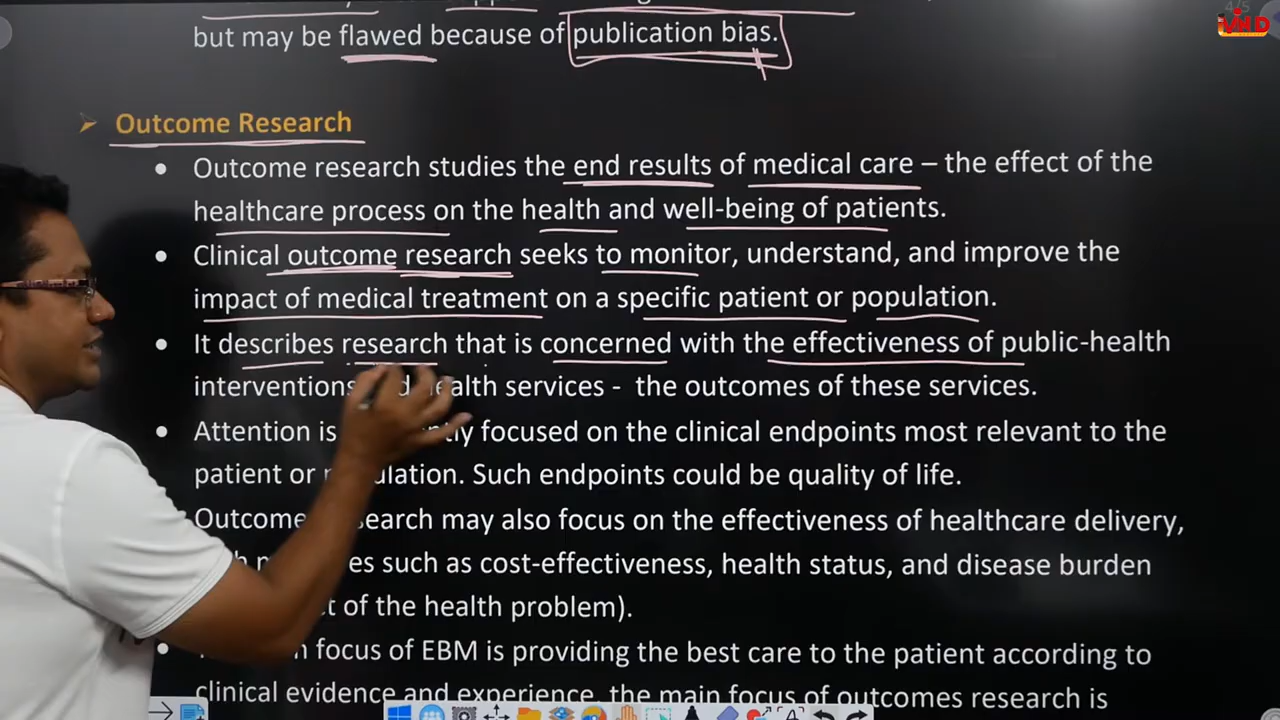 but may be flawed because of publication bias.
4/5
VN D
➢ Outcome Research
• Outcome research studies the end results of medical care – the effect of the
healthcare process on the health and well-being of patients.
• Clinical outcome research seeks to monitor, understand, and improve the
impact of medical treatment on a specific patient or population.
• It describes research that is concerned with the effectiveness of public-health
interventions health services - the outcomes of these services.
• Attention is focused on the clinical endpoints most relevant to the
patient or Such endpoints could be quality of life.
Outcome may also focus on the effectiveness of healthcare delivery,
such as cost-effectiveness, health status, and disease burden
of the health problem).
• focus of EBM is providing the best care to the patient according to
clinical evidence and experience, the main focus of outcomes research is